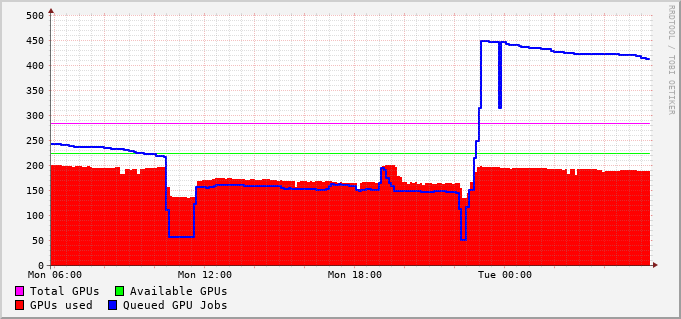 500
450
400
350
300
250
200
150
100
50
0
Mon 06:00 Mon 12:00 Mon 18:00 Tue 00:00
Total GPUs Available GPUs
GPUs used Queued GPU Jobs
RRDTOOL / TOBI OETIKER